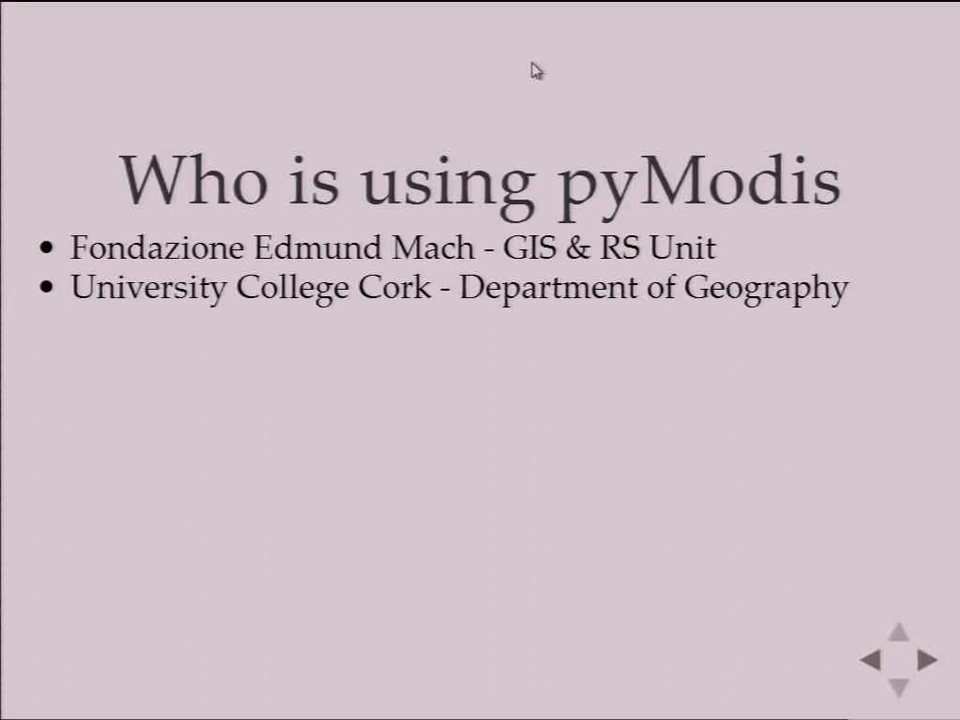 Who is using pyModis
• Fondazione Edmund Mach - GIS & RS Unit
• University College Cork - Department of Geography